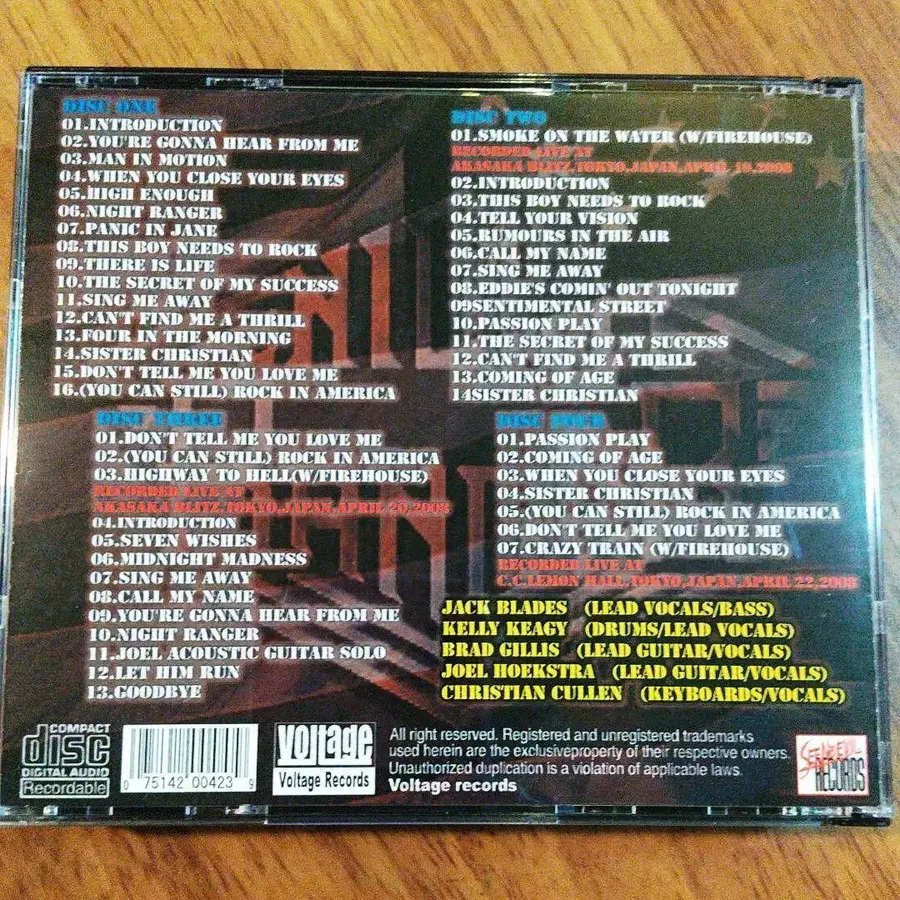 DISC ONE
01.INTRODUCTION
02.YOU'RE GONNA HEAR FROM ME
03.MAN IN MOTION
04.WHEN YOU CLOSE YOUR EYES
05.HIGH ENOUGH
06.NIGHT RANGER
07.PANIC IN JANE
08.THIS BOY NEEDS TO ROCK
09.THERE IS LIFE
10.THE SECRET OF MY SUCCESS
11.SING ME AWAY
12.CAN'T FIND ME A THRILL
13.FOUR IN THE MORNING
14.SISTER CHRISTIAN
15.DON'T TELL ME YOU LOVE ME
16.(YOU CAN STILL) ROCK IN AMERICA
DISC TWO
01.SMOKE ON THE WATER (W/FIREHOUSE)
RECORDED LIVE AT
AKASAKA BLITZ,TOKYO,JAPAN,APRIL 19,2008
02.INTRODUCTION
03.THIS BOY NEEDS TO ROCK
04.TELL YOUR VISION
05.RUMOURS IN THE AIR
06.CALL MY NAME
07.SING ME AWAY
08.EDDIE'S COMIN' OUT TONIGHT
09SENTIMENTAL STREET
10.PASSION PLAY
11.THE SECRET OF MY SUCCESS
12.CAN'T FIND ME A THRILL
13.COMING OF AGE
14SISTER CHRISTIAN
DISC THREE
01.DON'T TELL ME YOU LOVE ME
02.(YOU CAN STILL) ROCK IN AMERICA
03.HIGHWAY TO HELL(W/FIREHOUSE)
RECORDED LIVE AT
AKASAKA BLITZ,TOKYO,JAPAN,APRIL 20,2008
04.INTRODUCTION
05.SEVEN WISHES
06.MIDNIGHT MADNESS
07.SING ME AWAY
08.CALL MY NAME
09.YOU'RE GONNA HEAR FROM ME
10.NIGHT RANGER
11.JOEL ACOUSTIC GUITAR SOLO
12.LET HIM RUN
13.GOODBYE
DISC FOUR
01.PASSION PLAY
02.COMING OF AGE
03.WHEN YOU CLOSE YOUR EYES
04.SISTER CHRISTIAN
05.(YOU CAN STILL) ROCK IN AMERICA
06.DON'T TELL ME YOU LOVE ME
07.CRAZY TRAIN (W/FIREHOUSE)
RECORDED LIVE AT
C.C.LEMON HALL,TOKYO,JAPAN,APRIL 22,2008
JACK BLADES (LEAD VOCALS/BASS)
KELLY KEAGY (DRUMS/LEAD VOCALS)
BRAD GILLIS (LEAD GUITAR/VOCALS)
JOEL HOEKSTRA (LEAD GUITAR/VOCALS)
CHRISTIAN CULLEN (KEYBOARDS/VOCALS)
COMPACT
disc
DIGITAL AUDIO
Recordable
0 75142 00423 9
Voltage
Voltage Records
All right reserved. Registered and unregistered trademarks
used herein are the exclusiveproperty of their respective owners.
Unauthorized duplication is a violation of applicable laws.
Voltage records
RECORDS